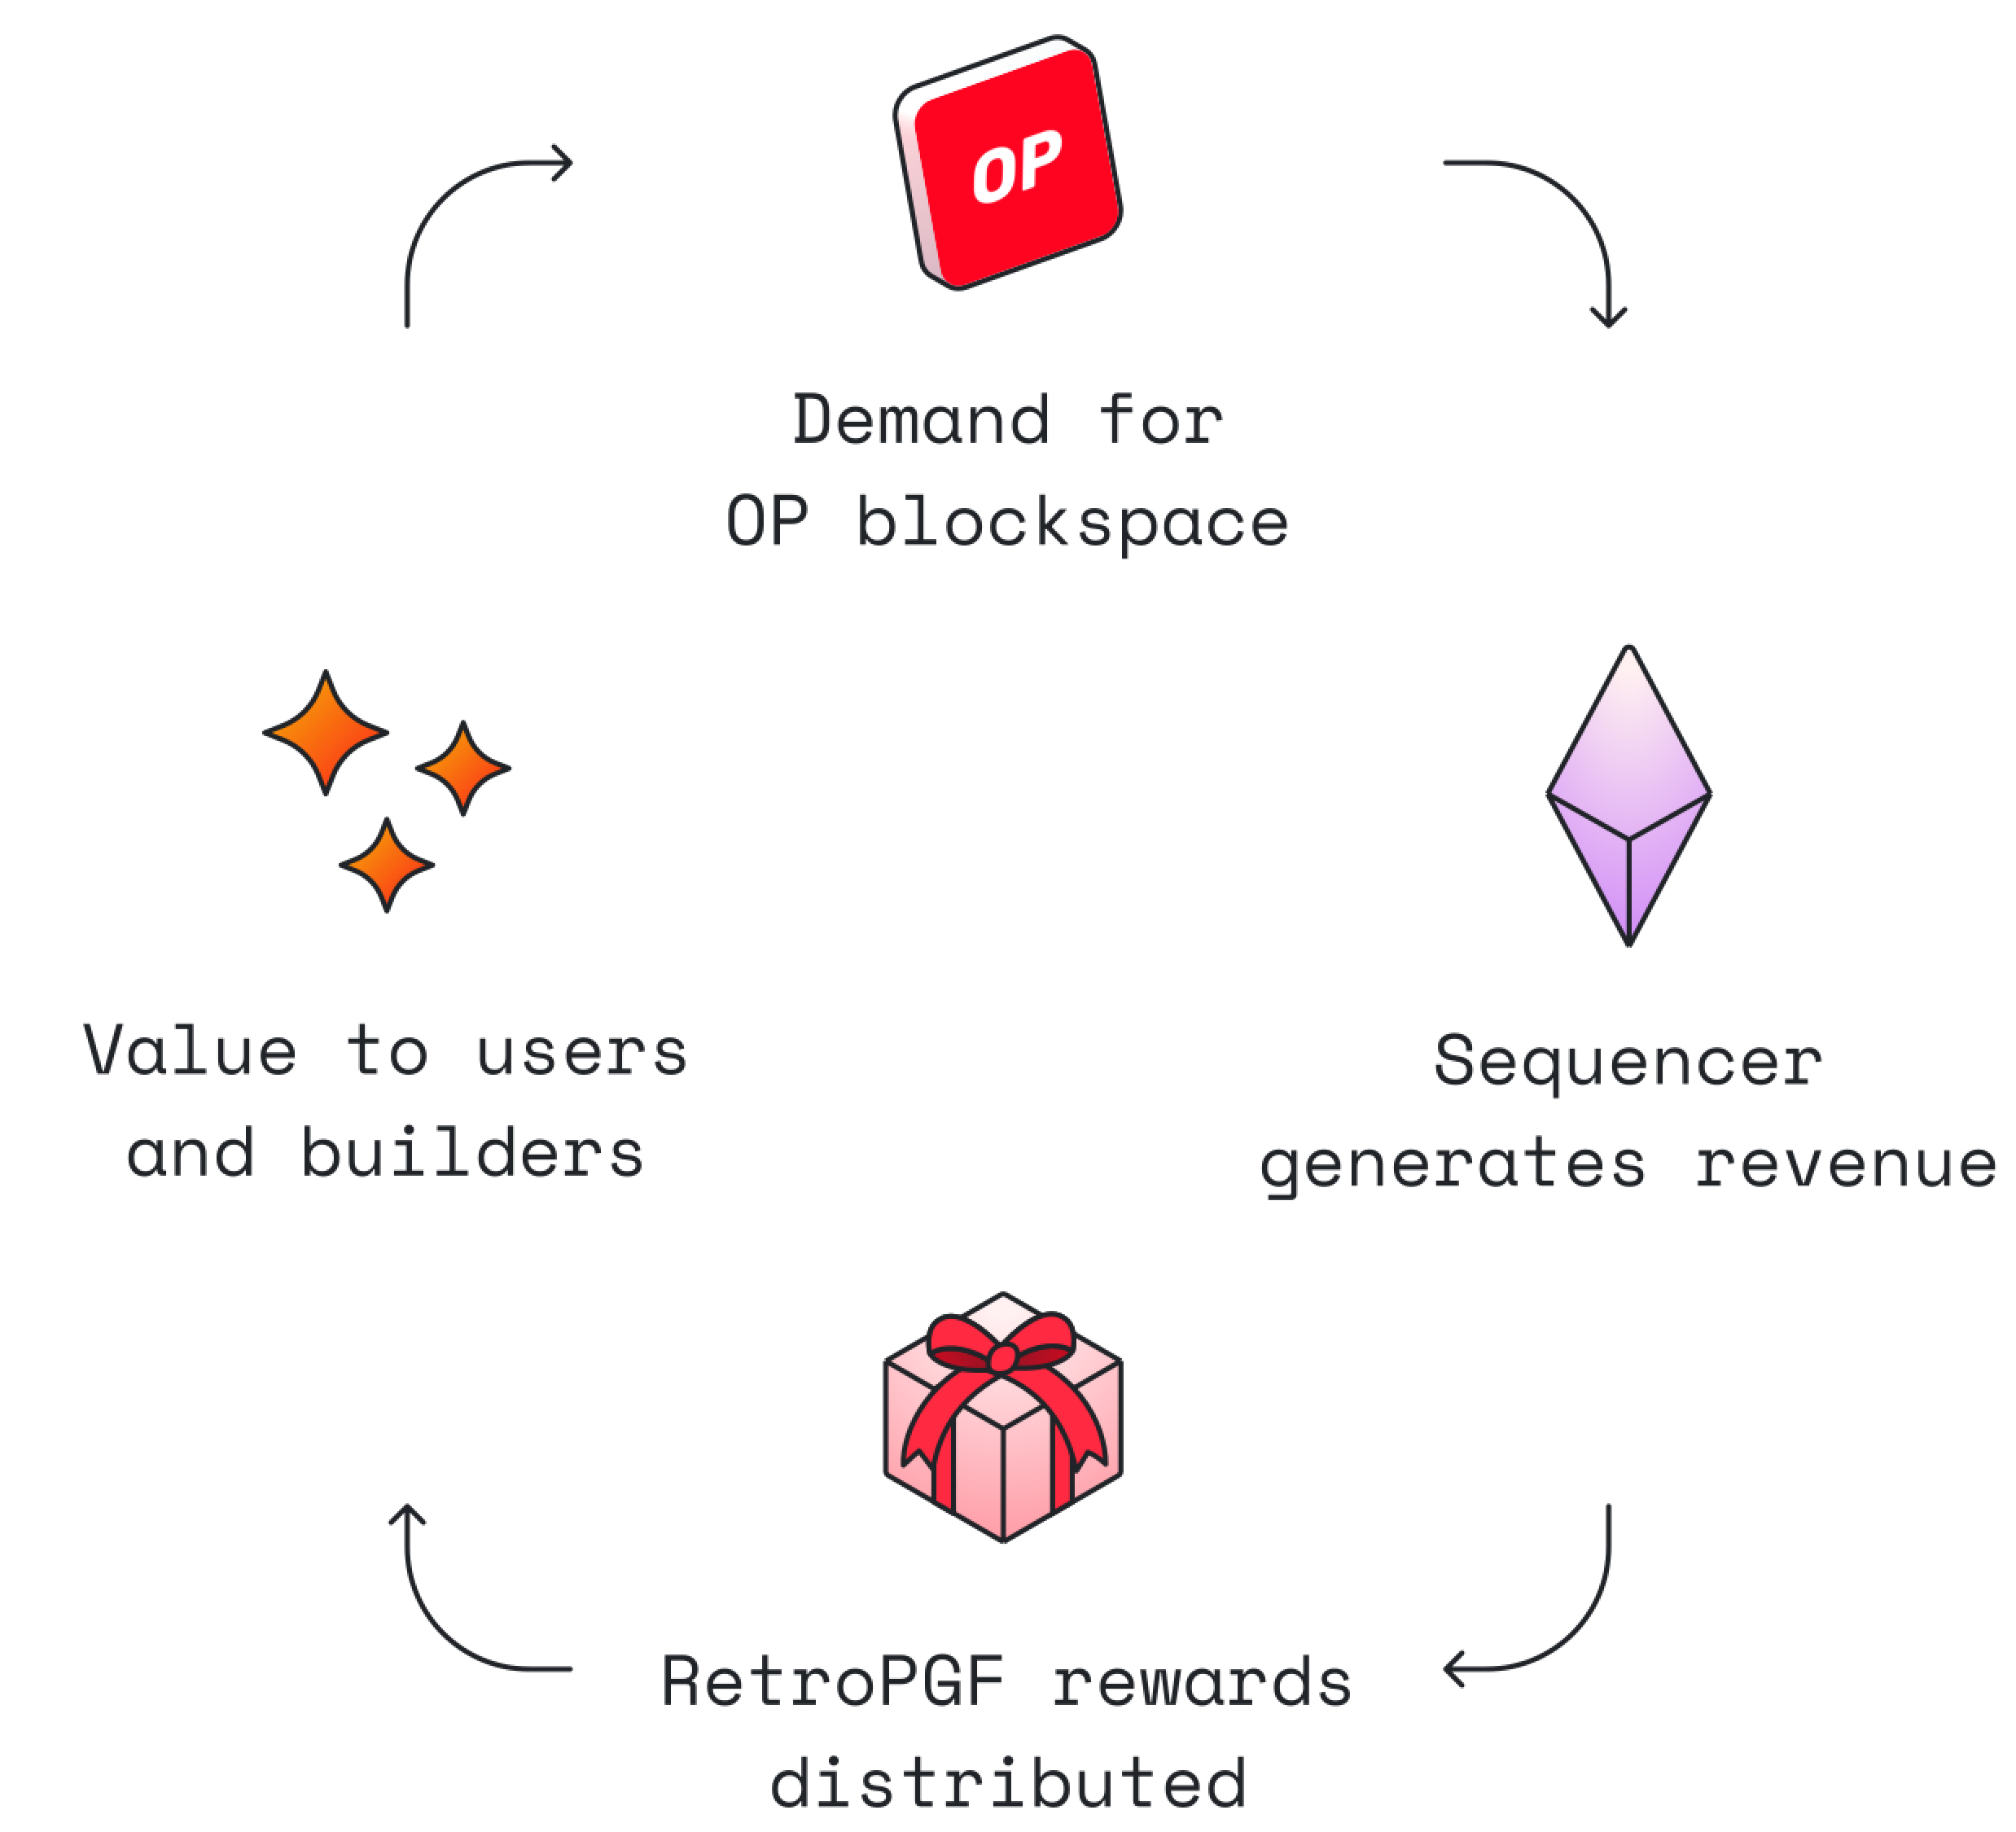 OP
Demand for
OP blockspace
Value to users
and builders
Sequencer
generates revenue
RetroPGF rewards
distributed